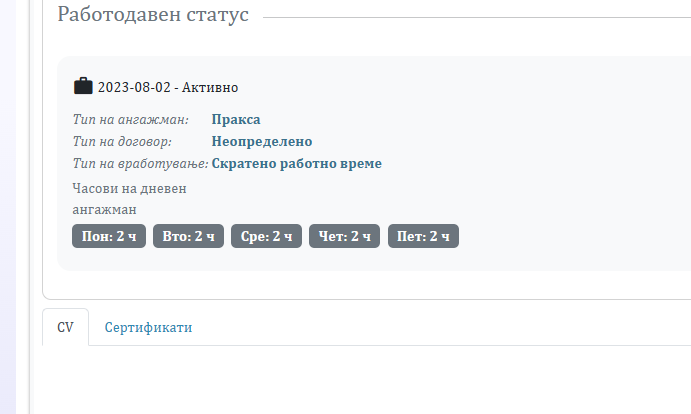 Работодавен статус
2023-08-02 - Активно
Тип на ангажман: Пракса
Тип на договор: Неопределено
Тип на вработување: Скратено работно време
Часови на дневен
ангажман
Пон: 2 ч Вто: 2 ч Сре: 2 ч Чет: 2 ч Пет: 2 ч
CV Сертификати